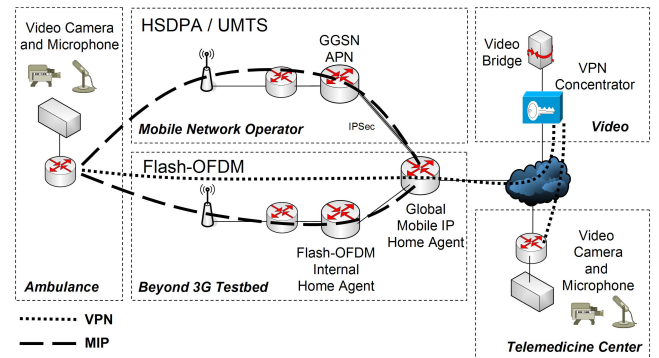 Video Camera
and Microphone
Ambulance
HSDPA / UMTS
GGSN
APN
IPSec
Mobile Network Operator
Flash-OFDM
Flash-OFDM
Internal
Home Agent
Beyond 3G Testbed
Global
Mobile IP
Home Agent
Video
Bridge
VPN
Concentrator
Video
Video
Camera
and
Microphone
Telemedicine Center
VPN
MIP